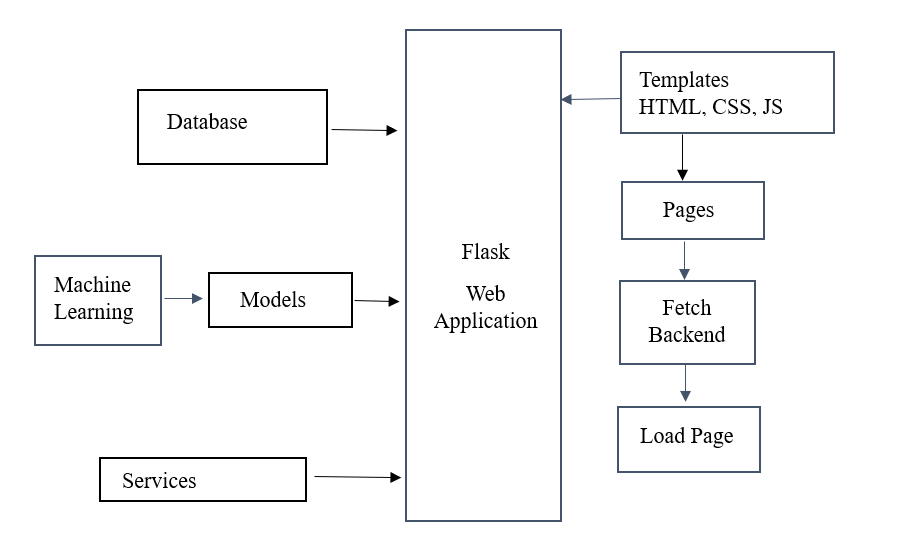 Database
Machine
Learning
Models
Services
Flask
Web
Application
Templates
HTML, CSS, JS
Pages
Fetch
Backend
Load Page